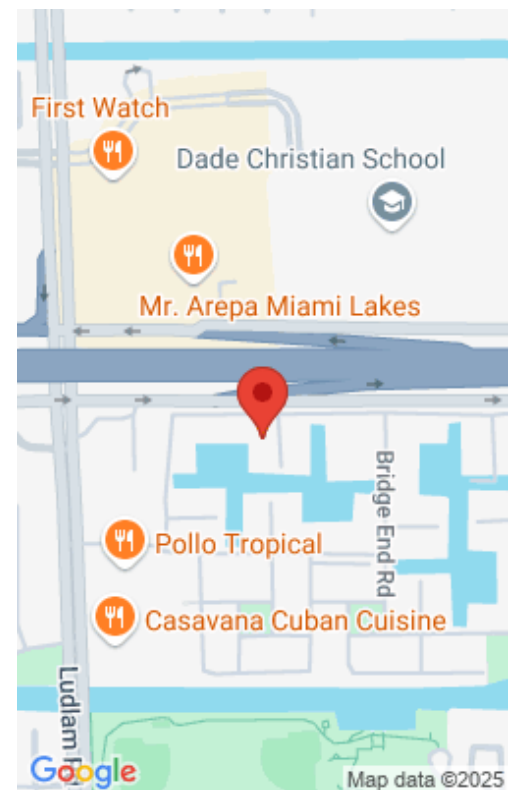 First Watch
Dade Christian School
Mr. Arepa Miami Lakes
Bridge End Rd
Pollo Tropical
Casavana Cuban Cuisine
Ludlam
Google
Map data ©2025